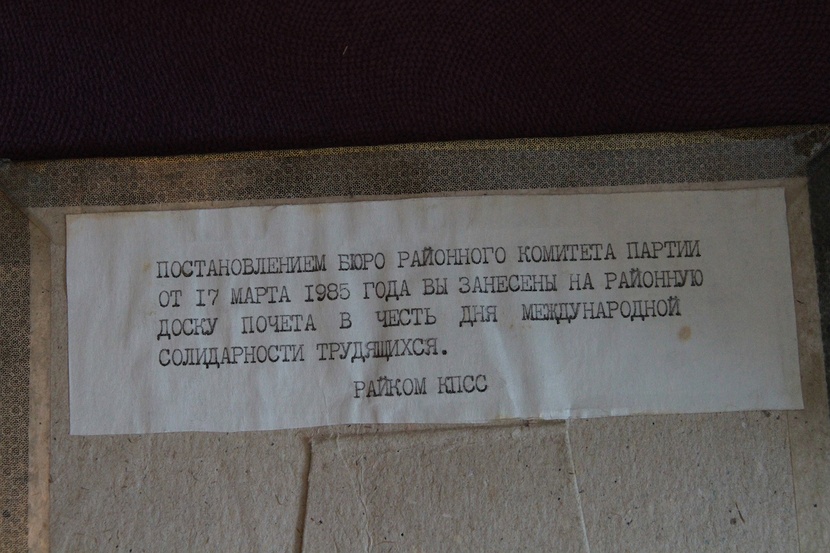 ПОСТАНОВЛЕНИЕМ БЮРО РАЙОННОГО КОМИТЕТА ПАРТИИ
ОТ 17 МАРТА 1985 ГОДА ВЫ ЗАНЕСЕНЫ НА РАЙОННУЮ
ДОСКУ ПОЧЕТА В ЧЕСТЬ ДНЯ МЕЖДУНАРОДНОЙ
СОЛИДАРНОСТИ ТРУДЯЩИХСЯ.
РАЙКОМ КПСС